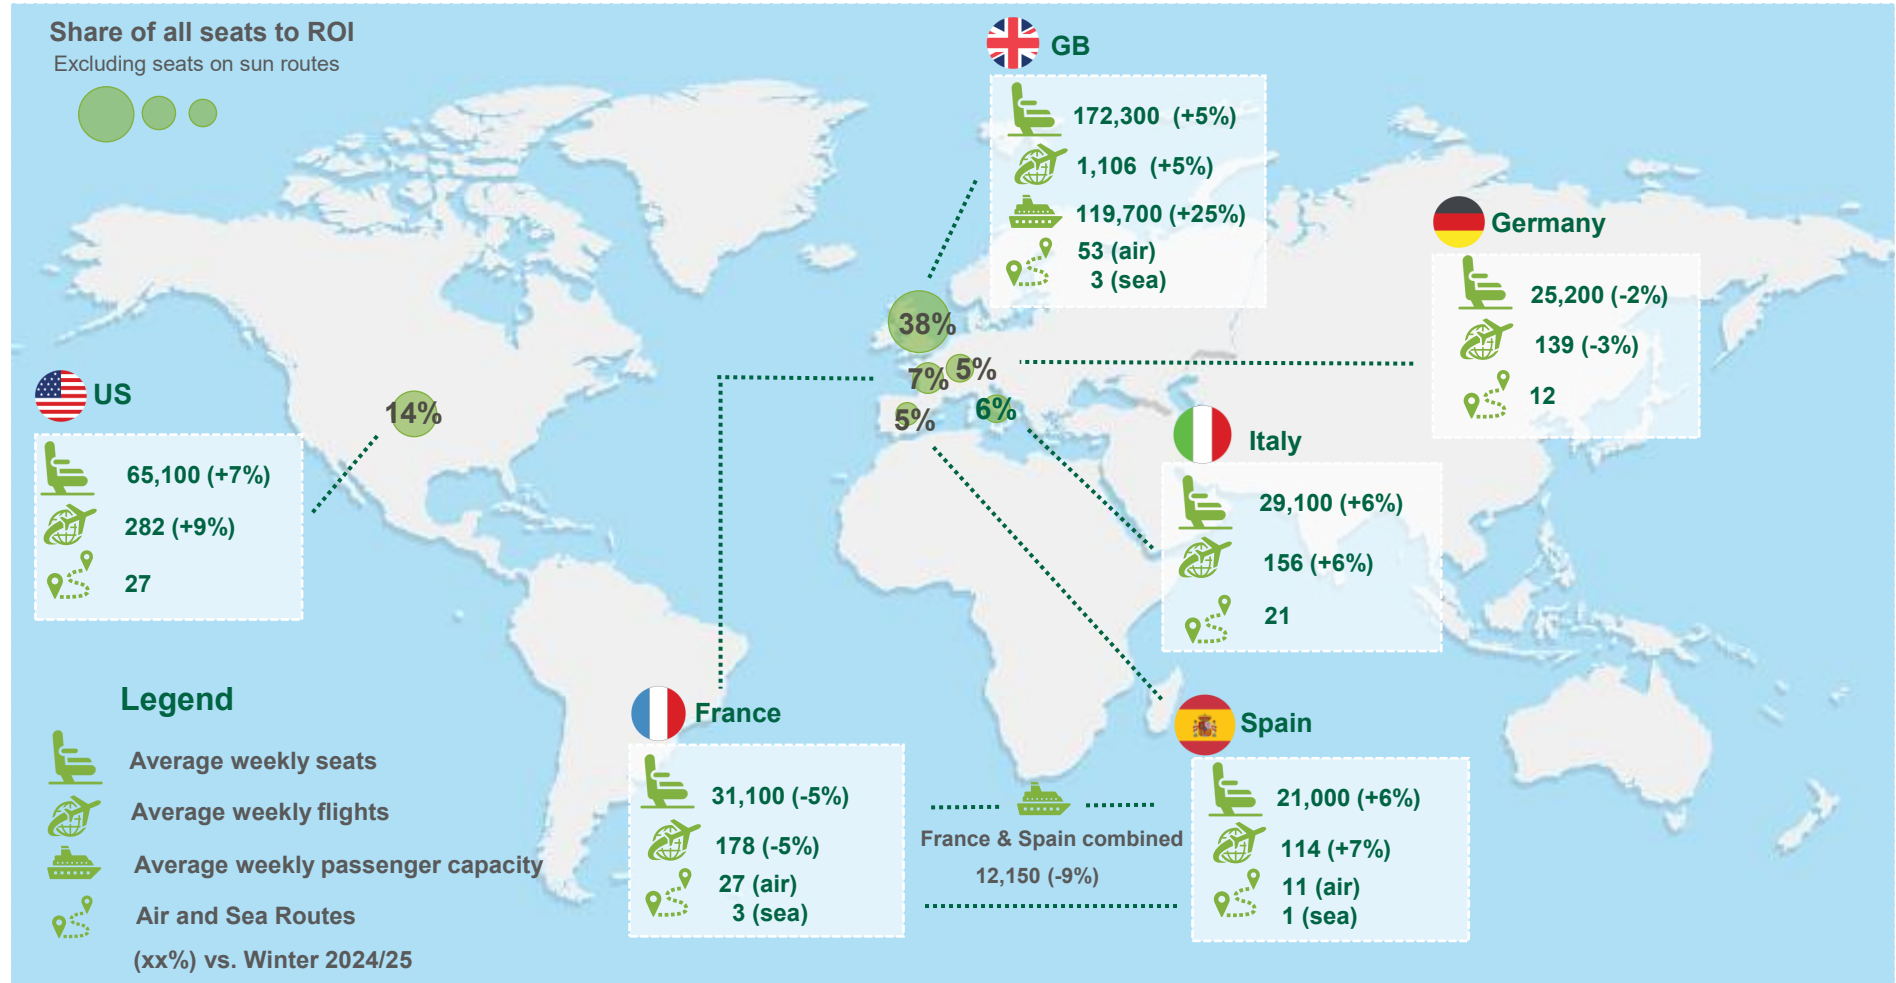 Share of all seats to ROI
Excluding seats on sun routes
GB
172,300 (+5%)
1,106 (+5%)
119,700 (+25%)
53 (air)
3 (sea)
Germany
25,200 (-2%)
139 (-3%)
12
38%
7%
5%
5%
6%
14%
US
65,100 (+7%)
282 (+9%)
27
Italy
29,100 (+6%)
156 (+6%)
21
Legend
Average weekly seats
Average weekly flights
Average weekly passenger capacity
Air and Sea Routes
(xx%) vs. Winter 2024/25
France
31,100 (-5%)
178 (-5%)
27 (air)
3 (sea)
France & Spain combined
12,150 (-9%)
Spain
21,000 (+6%)
114 (+7%)
11 (air)
1 (sea)